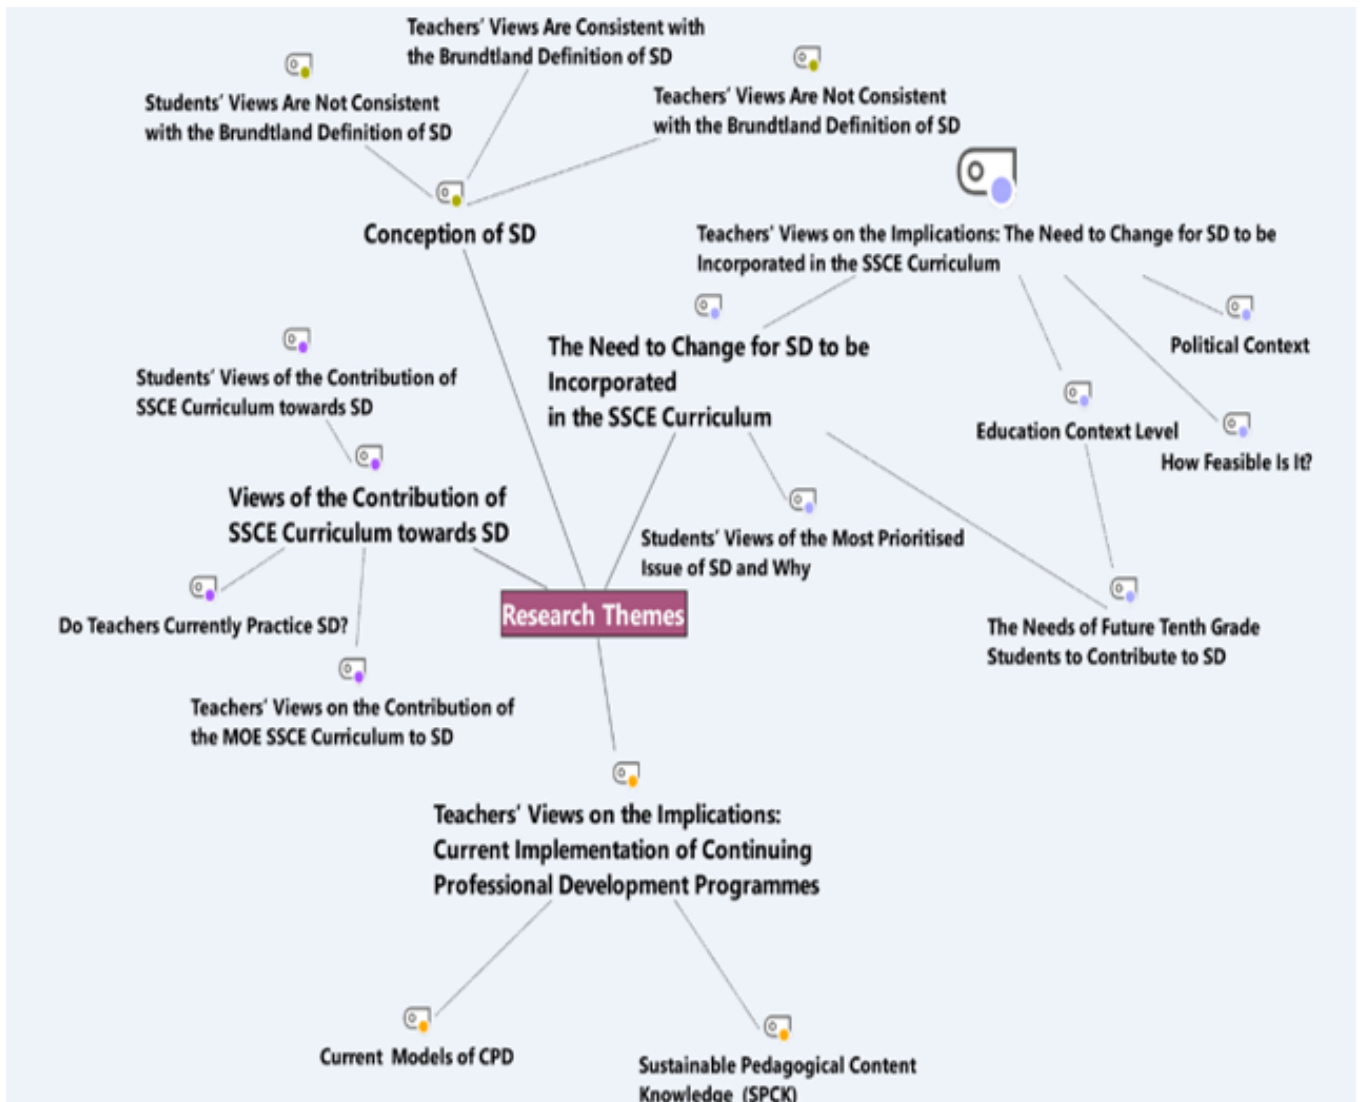 Teachers' Views Are Consistent with
the Brundtland Definition of SD
Students' Views Are Not Consistent
with the Brundtland Definition of SD
Teachers' Views Are Not Consistent
with the Brundtland Definition of SD
Conception of SD
Teachers' Views on the Implications: The Need to Change for SD to be
Incorporated in the SSCE Curriculum
The Need to Change for SD to be
Incorporated
in the SSCE Curriculum
Political Context
Education Context Level
How Feasible Is It?
Students' Views of the Contribution of
SSCE Curriculum towards SD
Views of the Contribution of
SSCE Curriculum towards SD
Students' Views of the Most Prioritised
Issue of SD and Why
Do Teachers Currently Practice SD?
Research Themes
The Needs of Future Tenth Grade
Students to Contribute to SD
Teachers' Views on the Contribution of
the MOE SSCE Curriculum to SD
Teachers' Views on the Implications:
Current Implementation of Continuing
Professional Development Programmes
Current Models of CPD
Sustainable Pedagogical Content
Knowledge (SPCK)